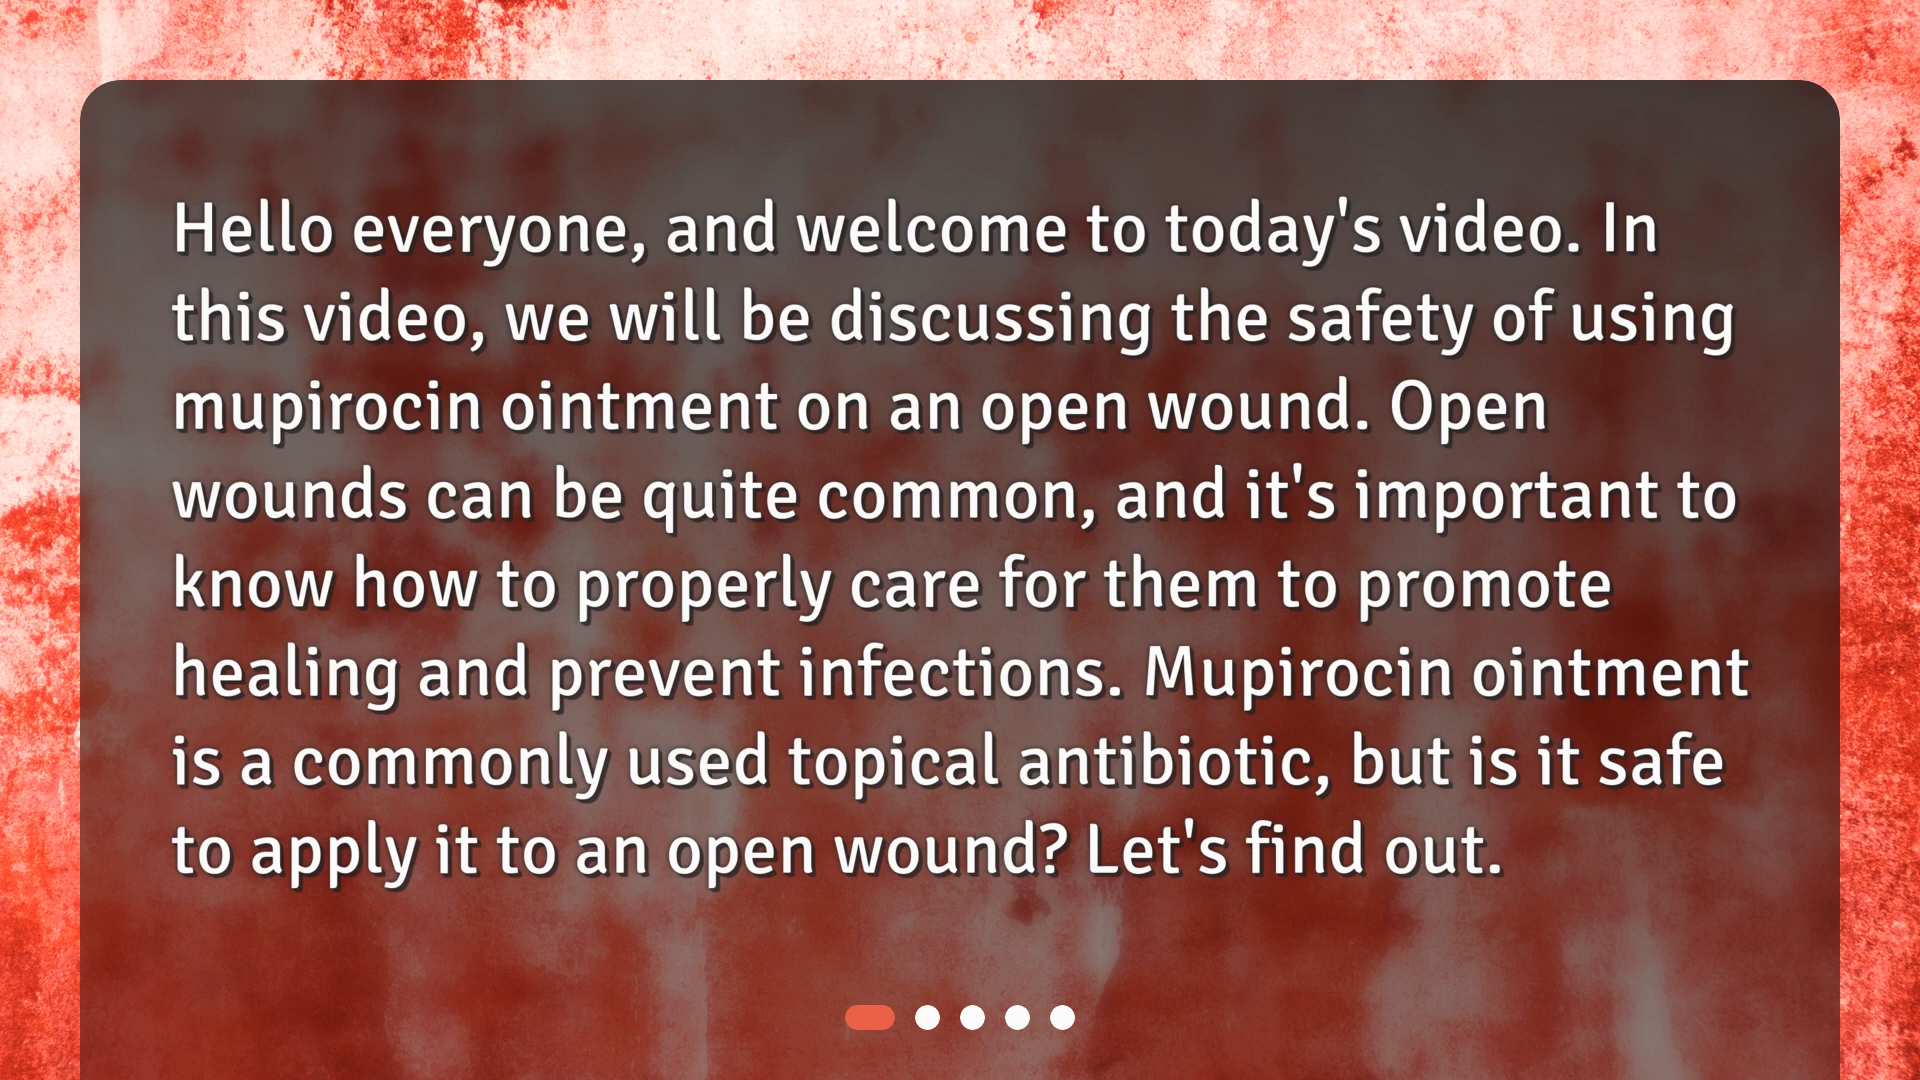 Hello everyone, and welcome to today's video. In
this video, we will be discussing the safety of using
mupirocin ointment on an open wound. Open
wounds can be quite common, and it's important to
know how to properly care for them to promote
healing and prevent infections. Mupirocin ointment
is a commonly used topical antibiotic, but is it safe
to apply it to an open wound? Let's find out.